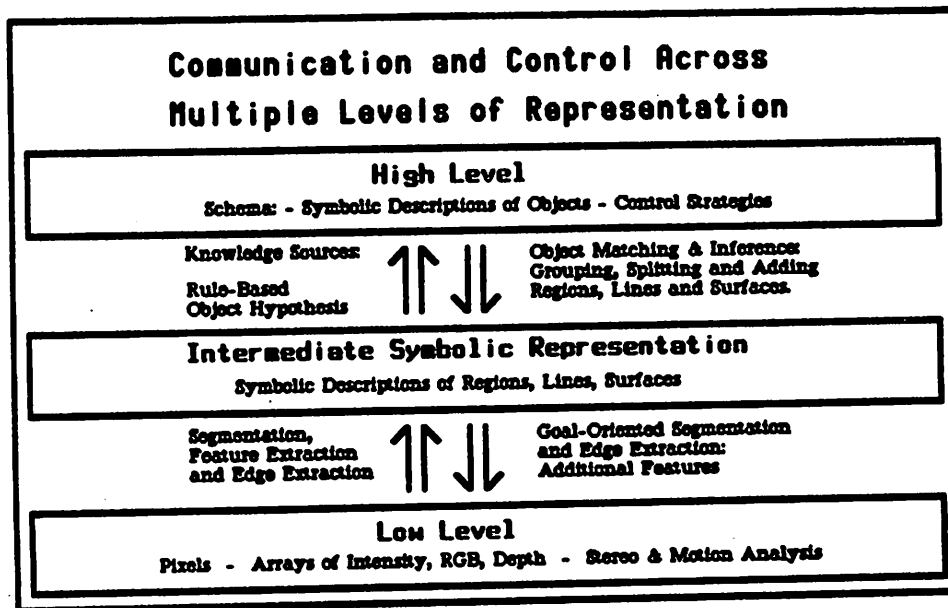 Communication and Control Across
Multiple Levels of Representation
High Level
Schema: - Symbolic Descriptions of Objects - Control Strategies
Knowledge Sources:
Rule-Based
Object Hypothesis
Object Matching & Inference:
Grouping, Splitting and Adding
Regions, Lines and Surfaces.
Intermediate Symbolic Representation
Symbolic Descriptions of Regions, Lines, Surfaces
Segmentation,
Feature Extraction
and Edge Extraction
Goal-Oriented Segmentation
and Edge Extraction:
Additional Features
Low Level
Pixels - Arrays of Intensity, RGB, Depth - Stereo & Motion Analysis